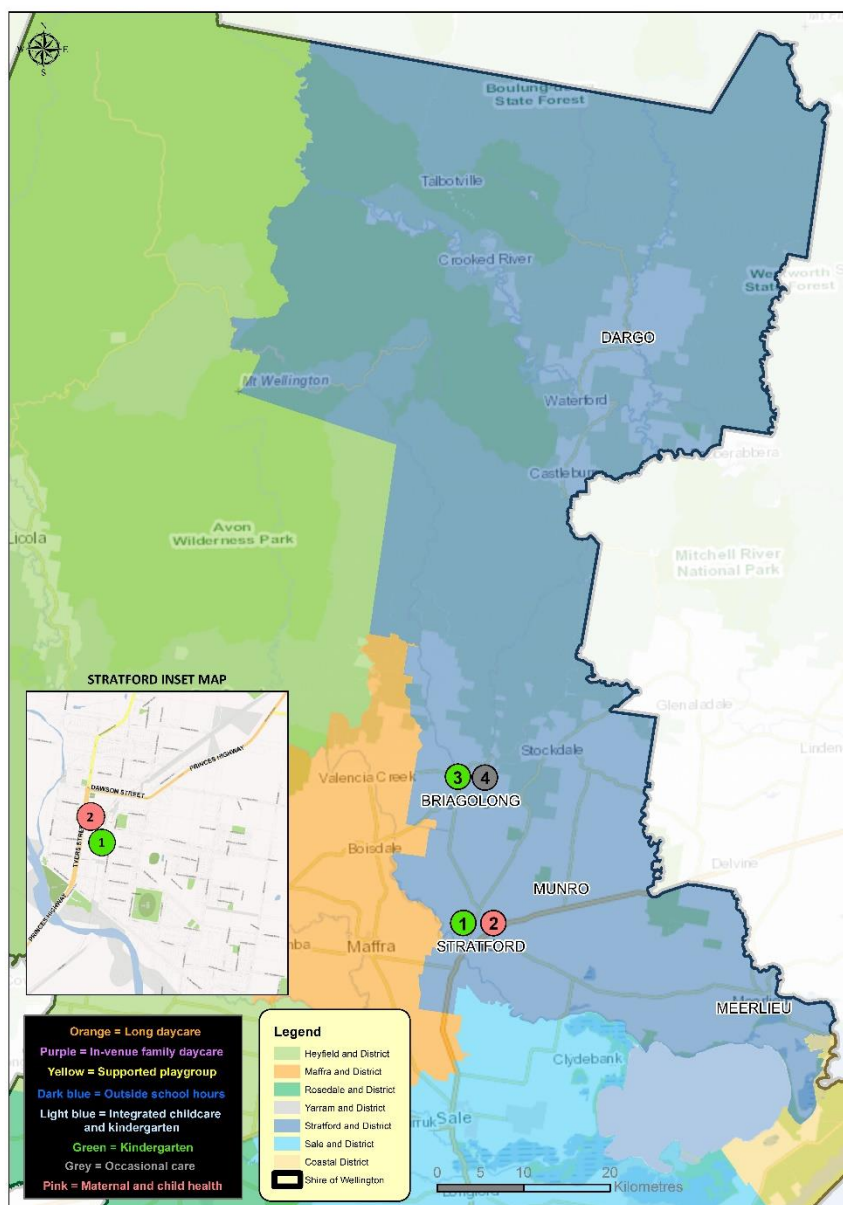 N
W
E
S
Boulung-de
State Forest
Talbotville
Crooked River
State Forest
DARGO
Mt Wellington
Waterford
Castleburn
Avon
Wilderness Park
Licola
Mitchell River
National Park
STRATFORD INSET MAP
PRINCES HIGHWAY
DAWSON STREET
2
1
PRINCES HIGHWAY
Glenaladale
Stockdale
Valencia Creek
3
4
BRIAGOLONG
Boisdale
Delvine
MUNRO
1
2
Maffra
STRATFORD
MEERLIEU
Clydebank
Sale
Orange = Long daycare
Purple = In-venue family daycare
Yellow = Supported playgroup
Dark blue = Outside school hours
Light blue = Integrated childcare
and kindergarten
Green = Kindergarten
Grey = Occasional care
Pink = Maternal and child health
Legend
Heyfield and District
Maffra and District
Rosedale and District
Yarram and District
Stratford and District
Sale and District
Coastal District
Shire of Wellington
0 5 10 20
Kilometres